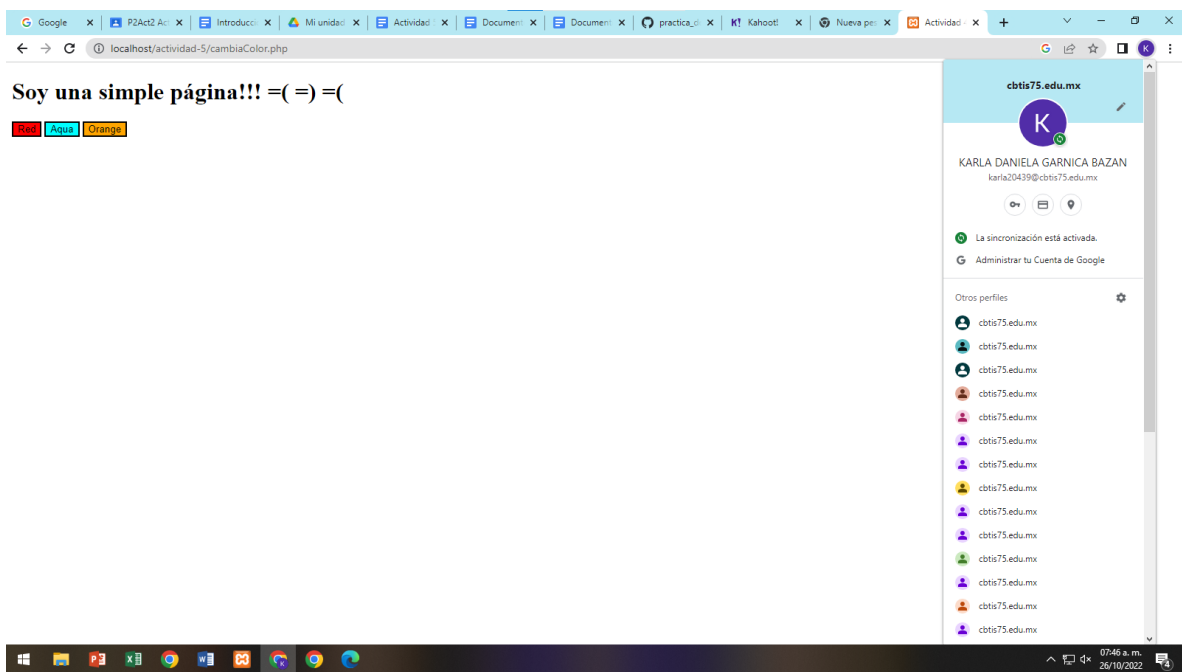 Google
P2Act2 Ac
Introducci
Mi unidad
Actividad
Document
Document
practica_d
Kahoot!
Nueva pes
Actividad -
localhost/actividad-5/cambiaColor.php
K
Soy una simple página!!! =( =) =(
Red Aqua Orange
cbtis75.edu.mx
K
KARLA DANIELA GARNICA BAZAN
karla20439@cbtis75.edu.mx
La sincronización está activada.
Administrar tu Cuenta de Google
Otros perfiles
cbtis75.edu.mx
cbtis75.edu.mx
cbtis75.edu.mx
cbtis75.edu.mx
cbtis75.edu.mx
cbtis75.edu.mx
cbtis75.edu.mx
cbtis75.edu.mx
cbtis75.edu.mx
cbtis75.edu.mx
cbtis75.edu.mx
cbtis75.edu.mx
cbtis75.edu.mx
cbtis75.edu.mx
07:46 a. m.
26/10/2022